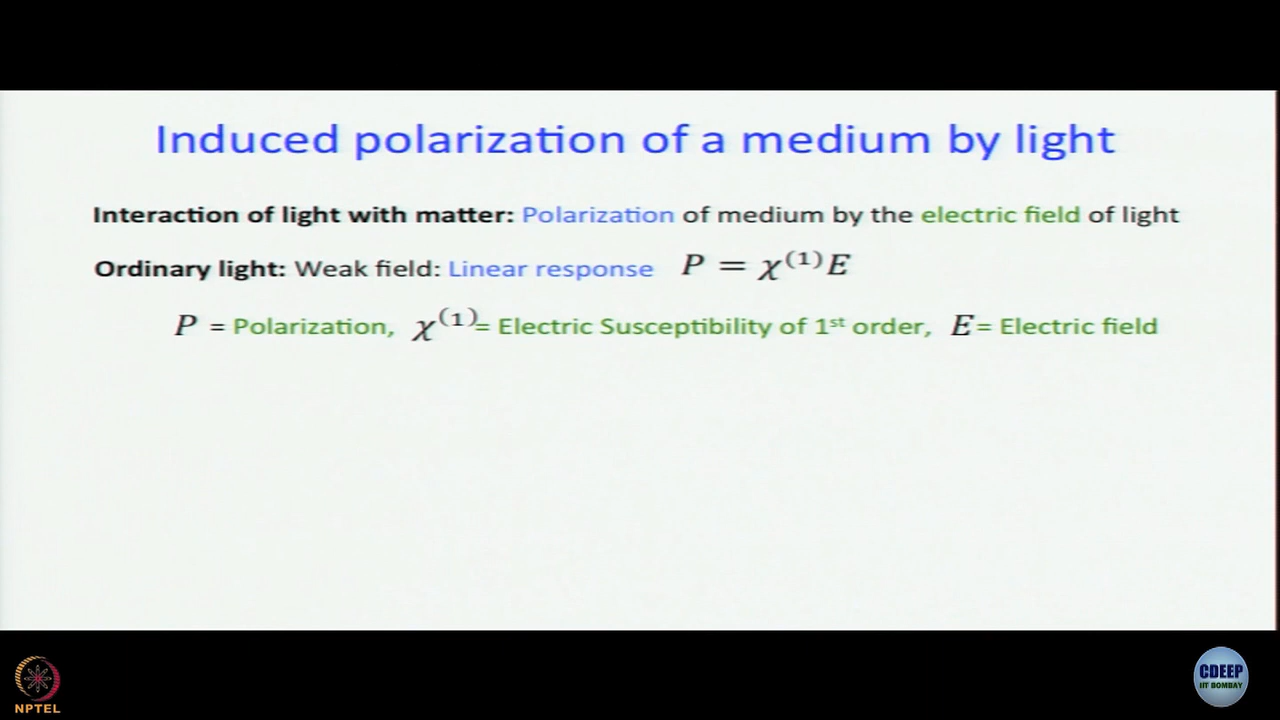 Induced polarization of a medium by light
Interaction of light with matter: Polarization of medium by the electric field of light
Ordinary light: Weak field: Linear response P = χ⁽¹⁾E
P = Polarization, χ⁽¹⁾= Electric Susceptibility of 1st order, E= Electric field
NPTEL
CDEEP
IIT BOMBAY